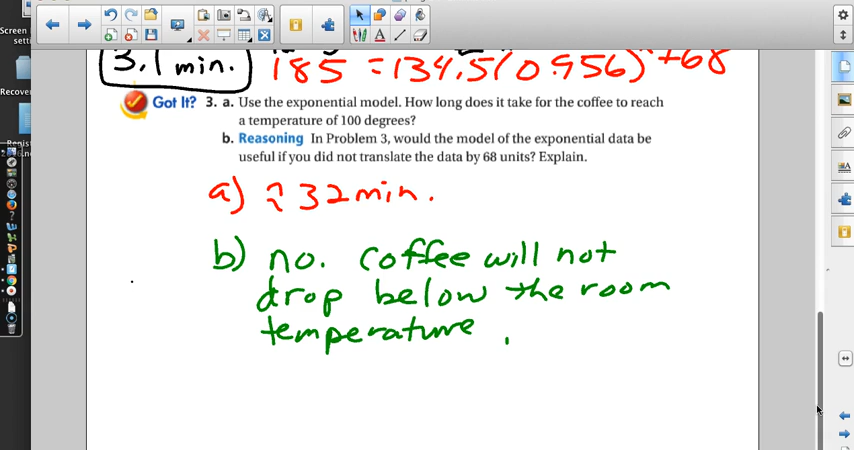 Screen
setti
Recover
Regist
3.1 min.
185 = 134.5(0.956)ˣ + 68
Got It? 3. a. Use the exponential model. How long does it take for the coffee to reach
a temperature of 100 degrees?
b. Reasoning In Problem 3, would the model of the exponential data be
useful if you did not translate the data by 68 units? Explain.
a) ≈ 32 min.
b) no. coffee will not
drop below the room
temperature